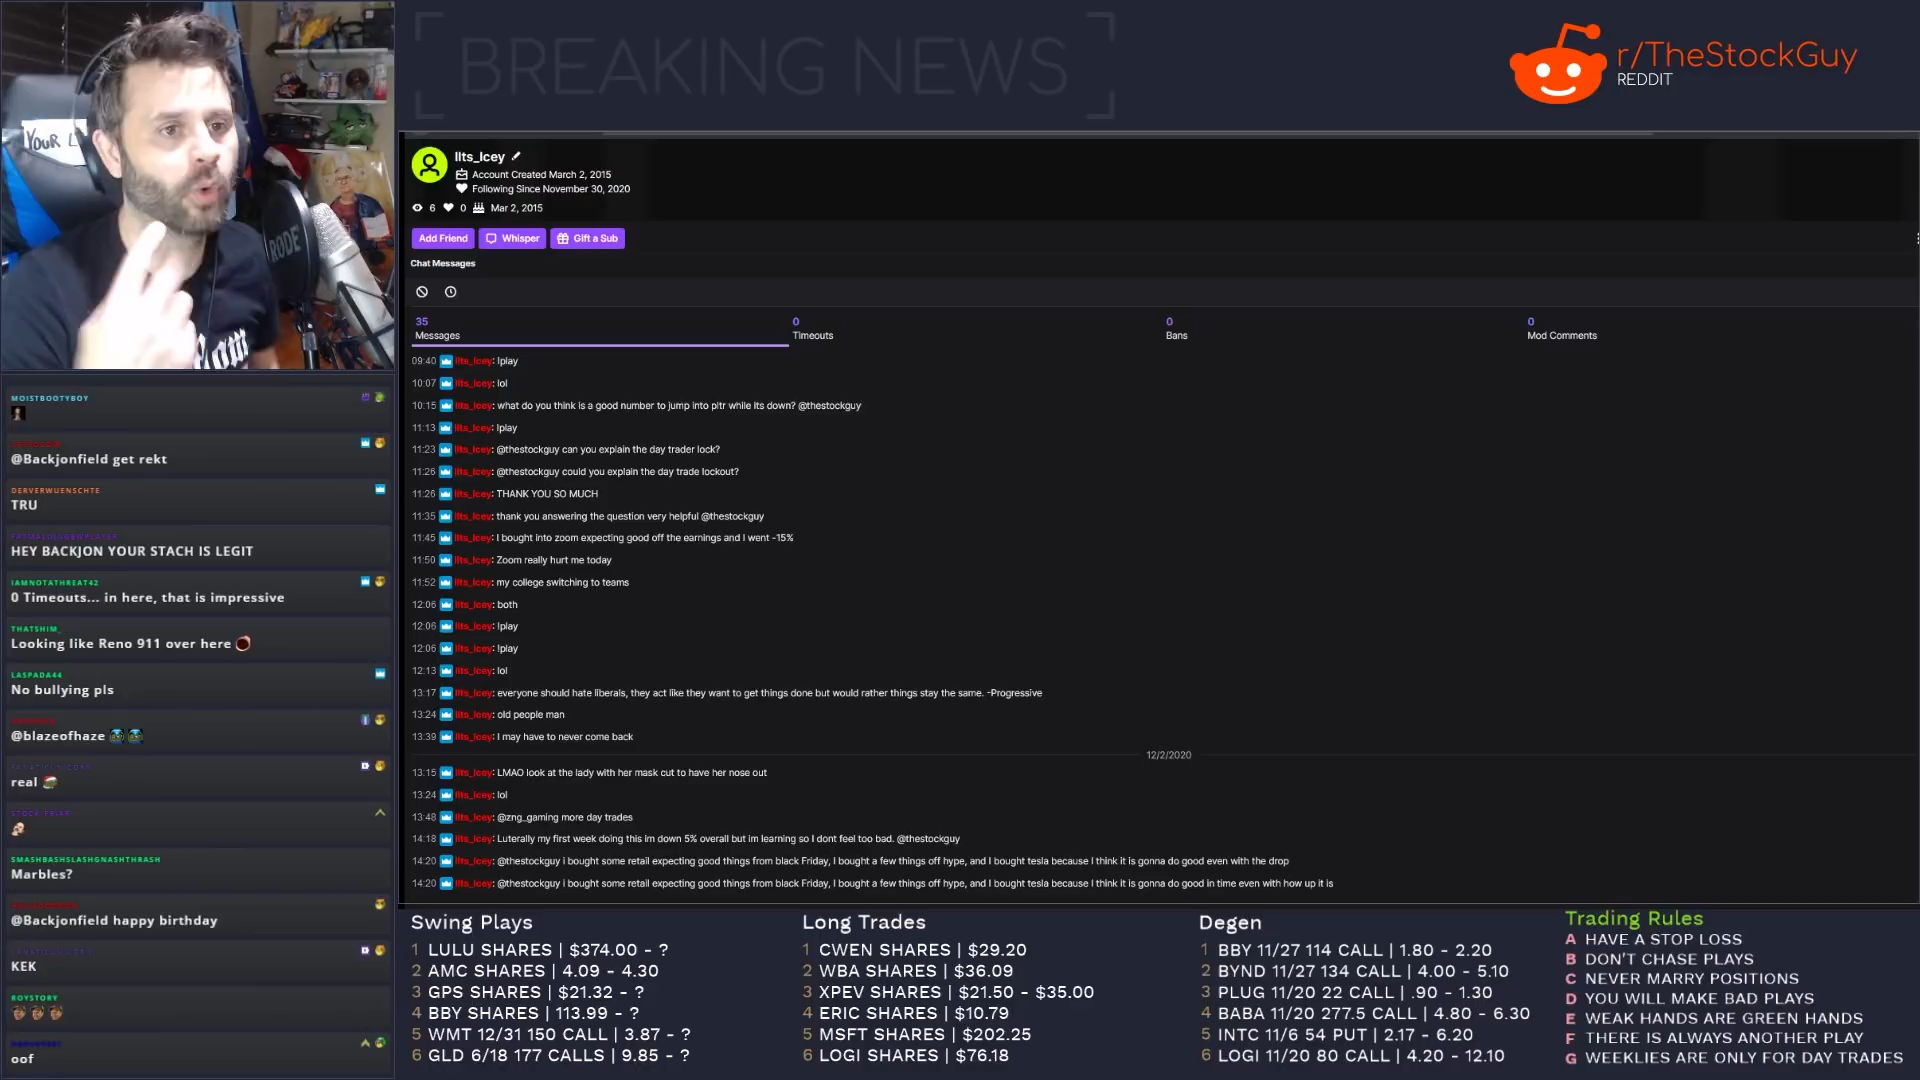 BREAKING NEWS
r/TheStockGuy
REDDIT
YOUR L
RODE
IIts_Icey
Account Created March 2, 2015
Following Since November 30, 2020
6 0 Mar 2, 2015
Add Friend Whisper Gift a Sub
Chat Messages
35 0 0 0
Messages Timeouts Bans Mod Comments
09:40 IIts_Icey: !play
10:07 IIts_Icey: lol
10:15 IIts_Icey: what do you think is a good number to jump into pltr while its down? @thestockguy
11:13 IIts_Icey: !play
11:23 IIts_Icey: @thestockguy can you explain the day trader lock?
11:26 IIts_Icey: @thestockguy could you explain the day trade lockout?
11:26 IIts_Icey: THANK YOU SO MUCH
11:35 IIts_Icey: thank you answering the question very helpful @thestockguy
11:45 IIts_Icey: I bought into zoom expecting good off the earnings and I went -15%
11:50 IIts_Icey: Zoom really hurt me today
11:52 IIts_Icey: my college switching to teams
12:06 IIts_Icey: both
12:06 IIts_Icey: !play
12:06 IIts_Icey: !play
12:13 IIts_Icey: lol
13:17 IIts_Icey: everyone should hate liberals, they act like they want to get things done but would rather things stay the same. -Progressive
13:24 IIts_Icey: old people man
13:39 IIts_Icey: I may have to never come back
12/2/2020
13:15 IIts_Icey: LMAO look at the lady with her mask cut to have her nose out
13:24 IIts_Icey: lol
13:48 IIts_Icey: @zng_gaming more day trades
14:18 IIts_Icey: Luterally my first week doing this im down 5% overall but im learning so I dont feel too bad. @thestockguy
14:20 IIts_Icey: @thestockguy i bought some retail expecting good things from black Friday, I bought a few things off hype, and I bought tesla because I think it is gonna do good even with the drop
14:20 IIts_Icey: @thestockguy i bought some retail expecting good things from black Friday, I bought a few things off hype, and I bought tesla because I think it is gonna do good in time even with how up it is
MOISTBOOTYBOY
@Backjonfield get rekt
DERVERWUENSCHTE
TRU
HEY BACKJON YOUR STACH IS LEGIT
IAMNOTATHREAT42
0 Timeouts... in here, that is impressive
THATSHIM_
Looking like Reno 911 over here
LASPADA44
No bullying pls
@blazeofhaze
real
SMASHBASHSLASHGNASHTHRASH
Marbles?
@Backjonfield happy birthday
KEK
ROYSTORY
oof
Swing Plays
1 LULU SHARES | $374.00 - ?
2 AMC SHARES | 4.09 - 4.30
3 GPS SHARES | $21.32 - ?
4 BBY SHARES | 113.99 - ?
5 WMT 12/31 150 CALL | 3.87 - ?
6 GLD 6/18 177 CALLS | 9.85 - ?
Long Trades
1 CWEN SHARES | $29.20
2 WBA SHARES | $36.09
3 XPEV SHARES | $21.50 - $35.00
4 ERIC SHARES | $10.79
5 MSFT SHARES | $202.25
6 LOGI SHARES | $76.18
Degen
1 BBY 11/27 114 CALL | 1.80 - 2.20
2 BYND 11/27 134 CALL | 4.00 - 5.10
3 PLUG 11/20 22 CALL | .90 - 1.30
4 BABA 11/20 277.5 CALL | 4.80 - 6.30
5 INTC 11/6 54 PUT | 2.17 - 6.20
6 LOGI 11/20 80 CALL | 4.20 - 12.10
Trading Rules
A HAVE A STOP LOSS
B DON'T CHASE PLAYS
C NEVER MARRY POSITIONS
D YOU WILL MAKE BAD PLAYS
E WEAK HANDS ARE GREEN HANDS
F THERE IS ALWAYS ANOTHER PLAY
G WEEKLIES ARE ONLY FOR DAY TRADES